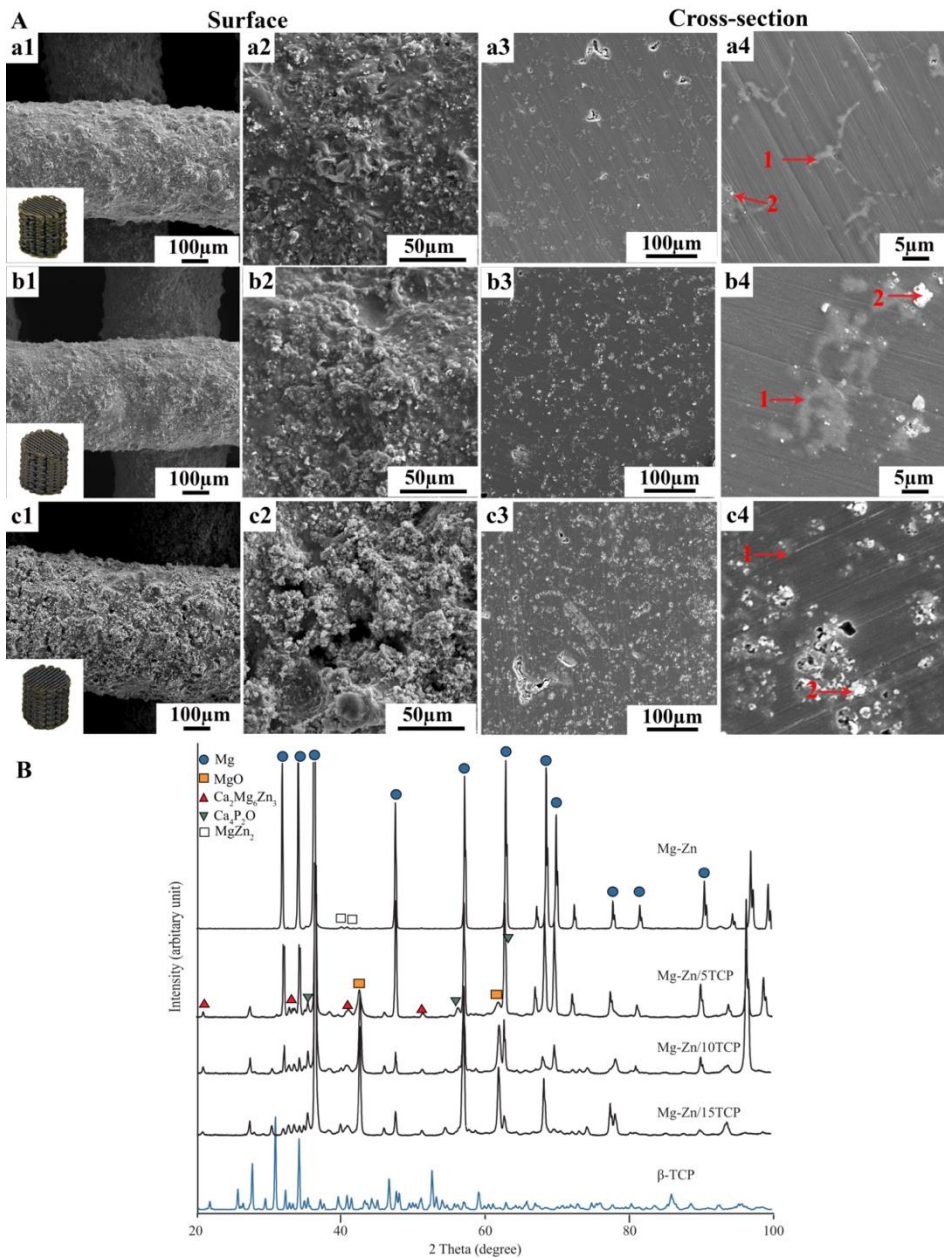 A
Surface
Cross-section
a1
a2
a3
a4
1
2
100µm
50µm
100µm
5µm
b1
b2
b3
b4
2
1
100µm
50µm
100µm
5µm
c1
c2
c3
c4
1
2
100µm
50µm
100µm
5µm
B
Mg
MgO
Ca₂Mg₆Zn₃
Ca₄P₂O
MgZn₂
Mg-Zn
Mg-Zn/5TCP
Mg-Zn/10TCP
Mg-Zn/15TCP
β-TCP
Intensity (arbitary unit)
20 40 60 80 100
2 Theta (degree)